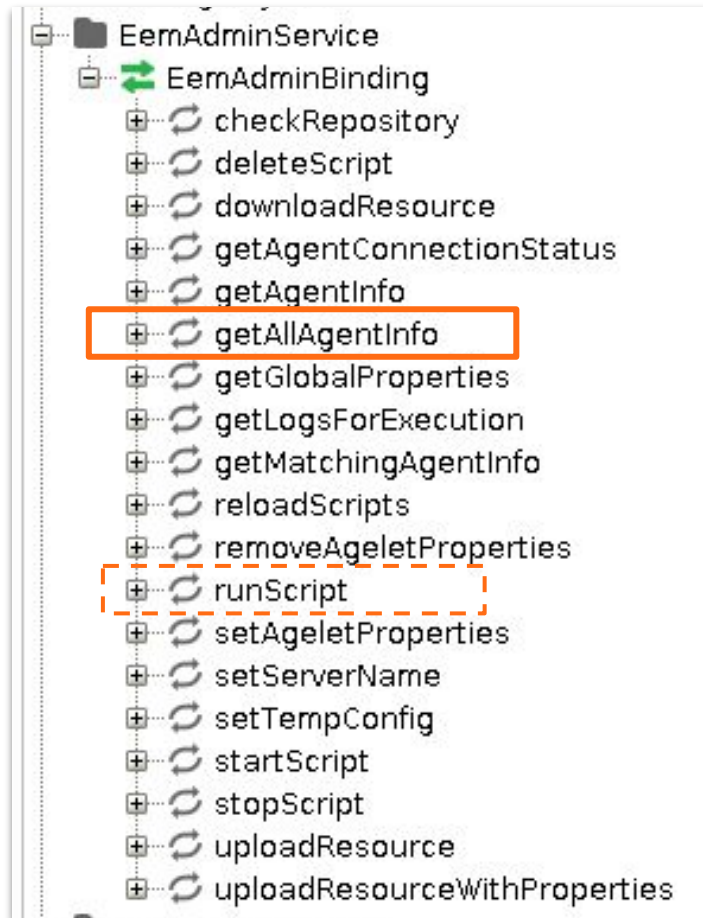 EemAdminService
EemAdminBinding
checkRepository
deleteScript
downloadResource
getAgentConnectionStatus
getAgentInfo
getAllAgentInfo
getGlobalProperties
getLogsForExecution
getMatchingAgentInfo
reloadScripts
removeAgeletProperties
runScript
setAgeletProperties
setServerName
setTempConfig
startScript
stopScript
uploadResource
uploadResourceWithProperties